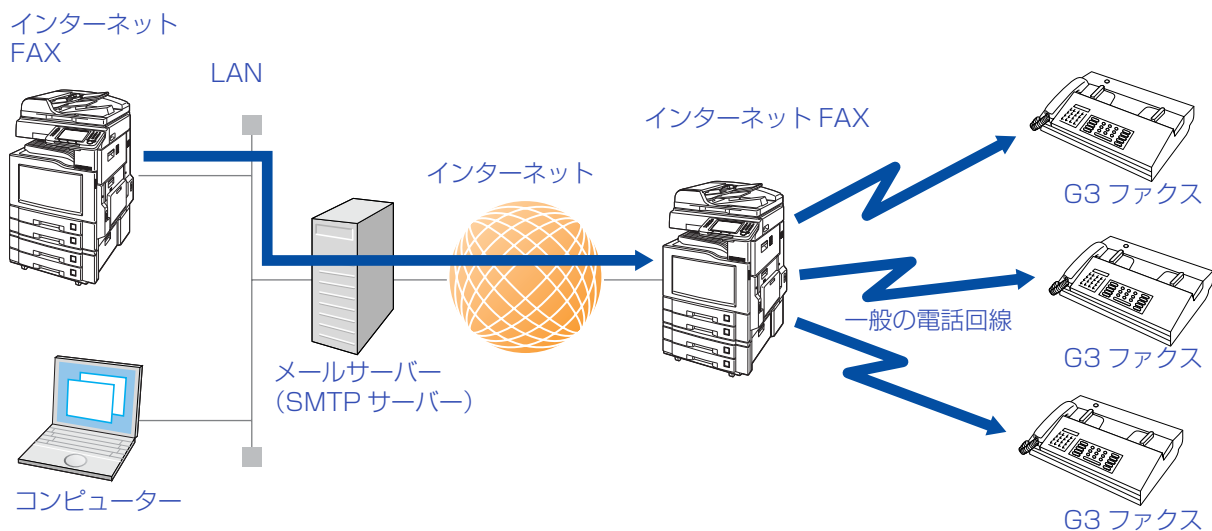 インターネット
FAX
LAN
インターネット
インターネット FAX
G3 ファクス
G3 ファクス
一般の電話回線
メールサーバー
（SMTP サーバー）
コンピューター
G3 ファクス